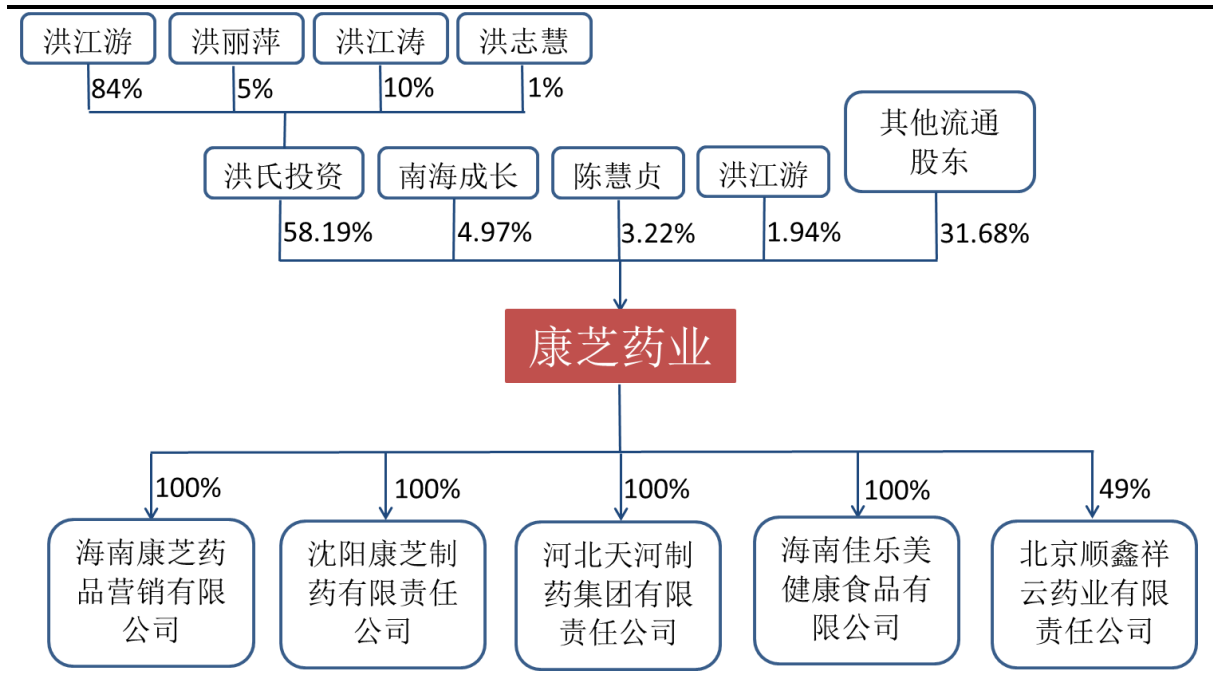 洪江游
洪丽萍
洪江涛
洪志慧
84%
5%
10%
1%
洪氏投资
南海成长
陈慧贞
洪江游
其他流通
股东
58.19%
4.97%
3.22%
1.94%
31.68%
康芝药业
100%
100%
100%
100%
49%
海南康芝药
品营销有限
公司
沈阳康芝制
药有限责任
公司
河北天河制
药集团有限
责任公司
海南佳乐美
健康食品有
限公司
北京顺鑫祥
云药业有限
责任公司